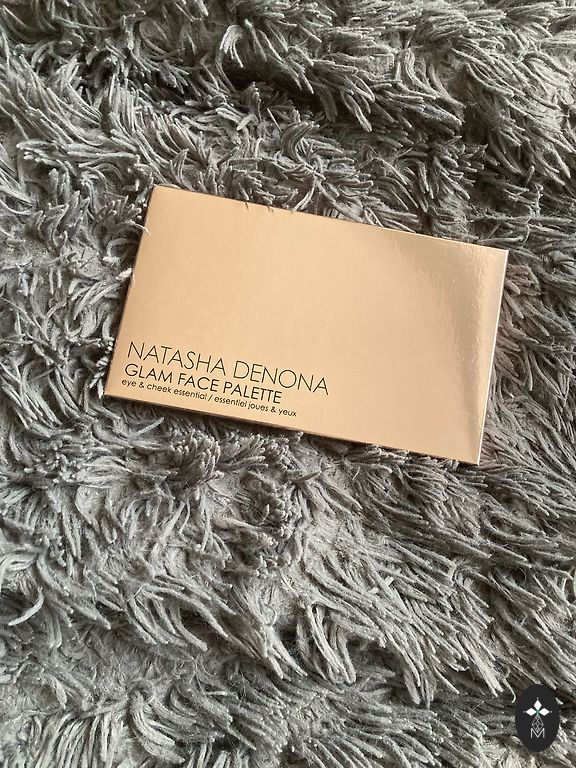 NATASHA DENONA
GLAM FACE PALETTE
eye & cheek essential / essentiel joues & yeux
M